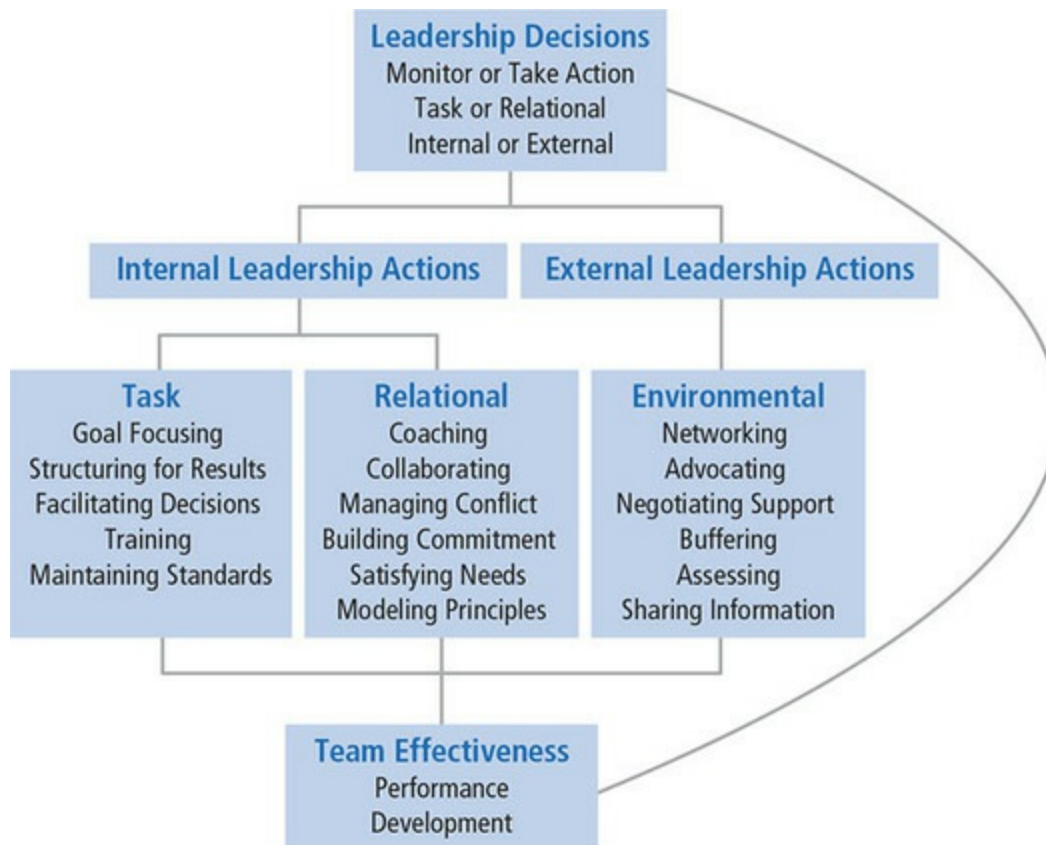 Leadership Decisions
Monitor or Take Action
Task or Relational
Internal or External
Internal Leadership Actions
External Leadership Actions
Task
Goal Focusing
Structuring for Results
Facilitating Decisions
Training
Maintaining Standards
Relational
Coaching
Collaborating
Managing Conflict
Building Commitment
Satisfying Needs
Modeling Principles
Environmental
Networking
Advocating
Negotiating Support
Buffering
Assessing
Sharing Information
Team Effectiveness
Performance
Development